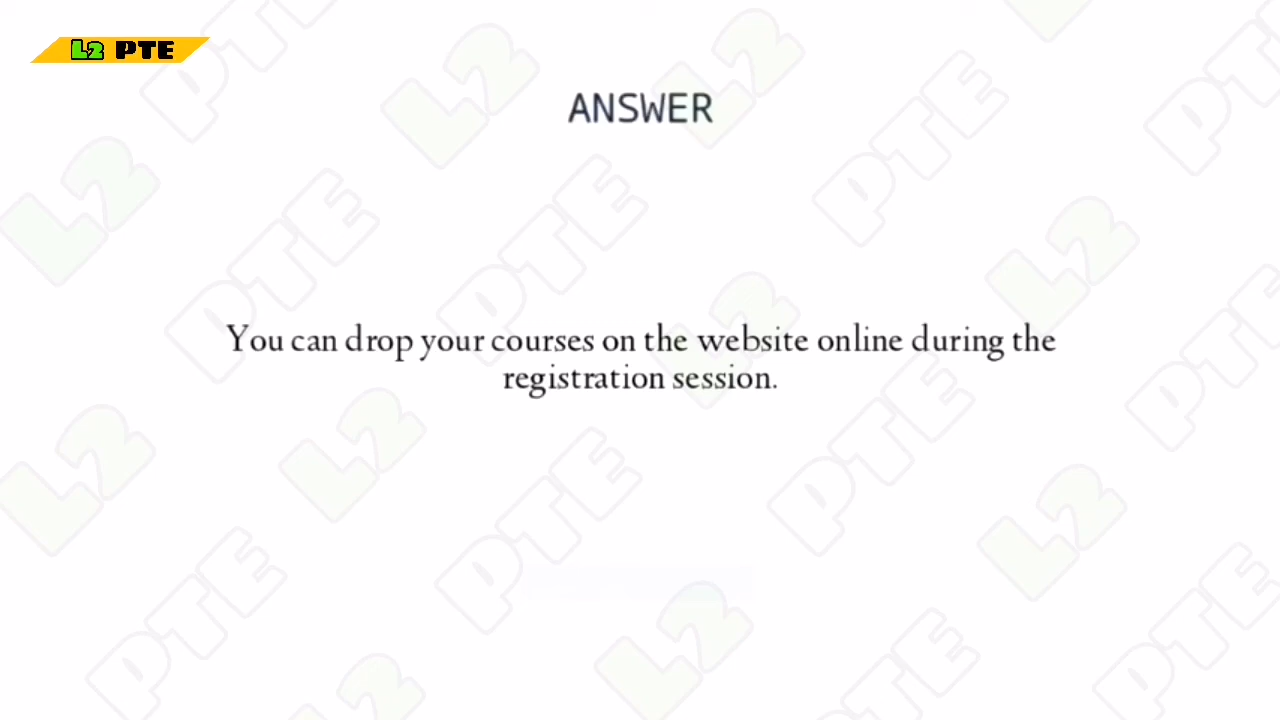 L2 PTE
ANSWER
You can drop your courses on the website online during the
registration session.